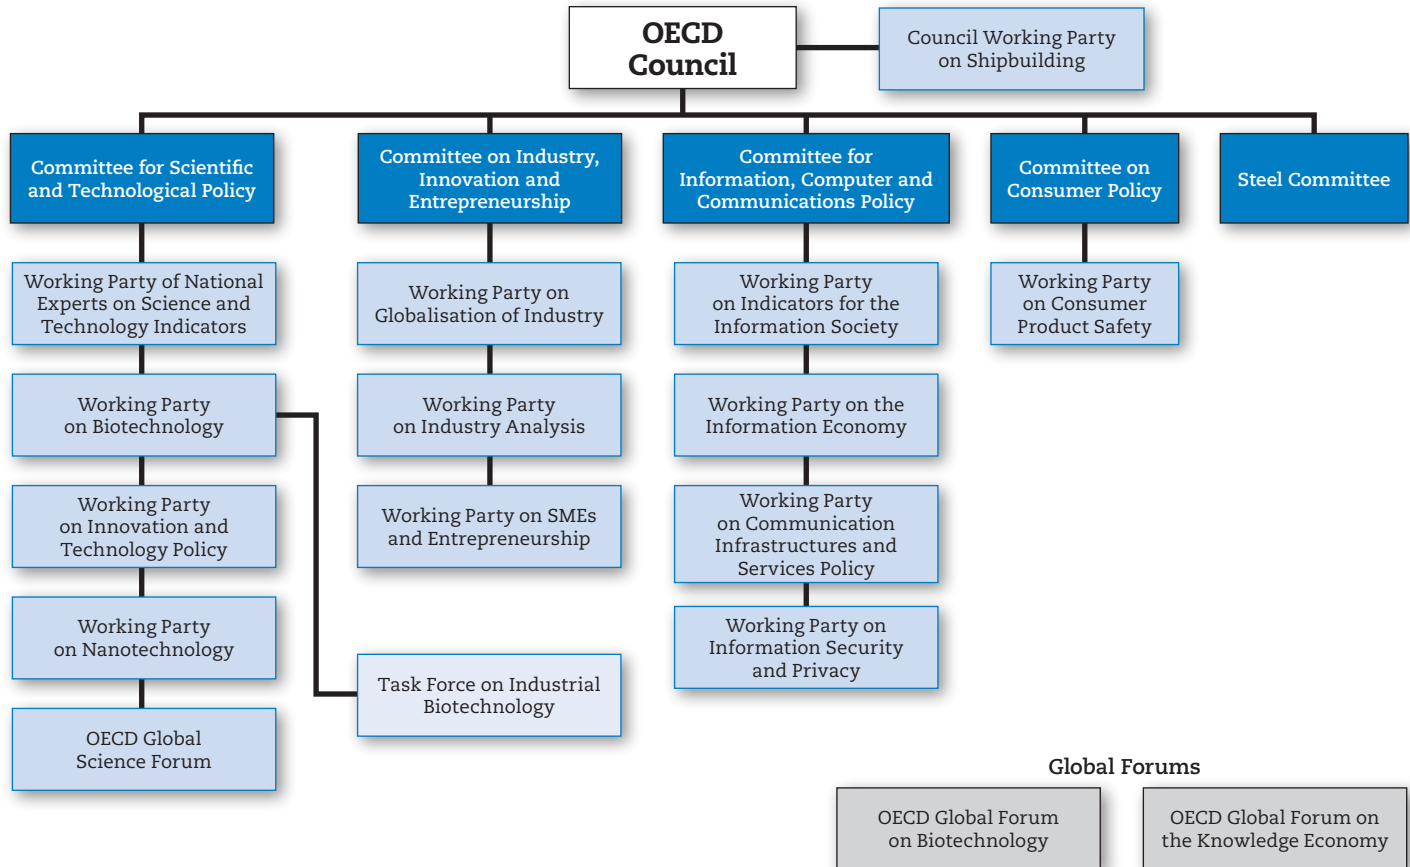 OECD
Council
Council Working Party
on Shipbuilding
Committee for Scientific
and Technological Policy
Committee on Industry,
Innovation and
Entrepreneurship
Committee for
Information, Computer and
Communications Policy
Committee on
Consumer Policy
Steel Committee
Working Party of National
Experts on Science and
Technology Indicators
Working Party on
Globalisation of Industry
Working Party
on Indicators for the
Information Society
Working Party
on Consumer
Product Safety
Working Party
on Biotechnology
Working Party
on Industry Analysis
Working Party on the
Information Economy
Working Party
on Innovation and
Technology Policy
Working Party on SMEs
and Entrepreneurship
Working Party
on Communication
Infrastructures and
Services Policy
Working Party
on Nanotechnology
Task Force on Industrial
Biotechnology
Working Party on
Information Security
and Privacy
OECD Global
Science Forum
Global Forums
OECD Global Forum
on Biotechnology
OECD Global Forum on
the Knowledge Economy